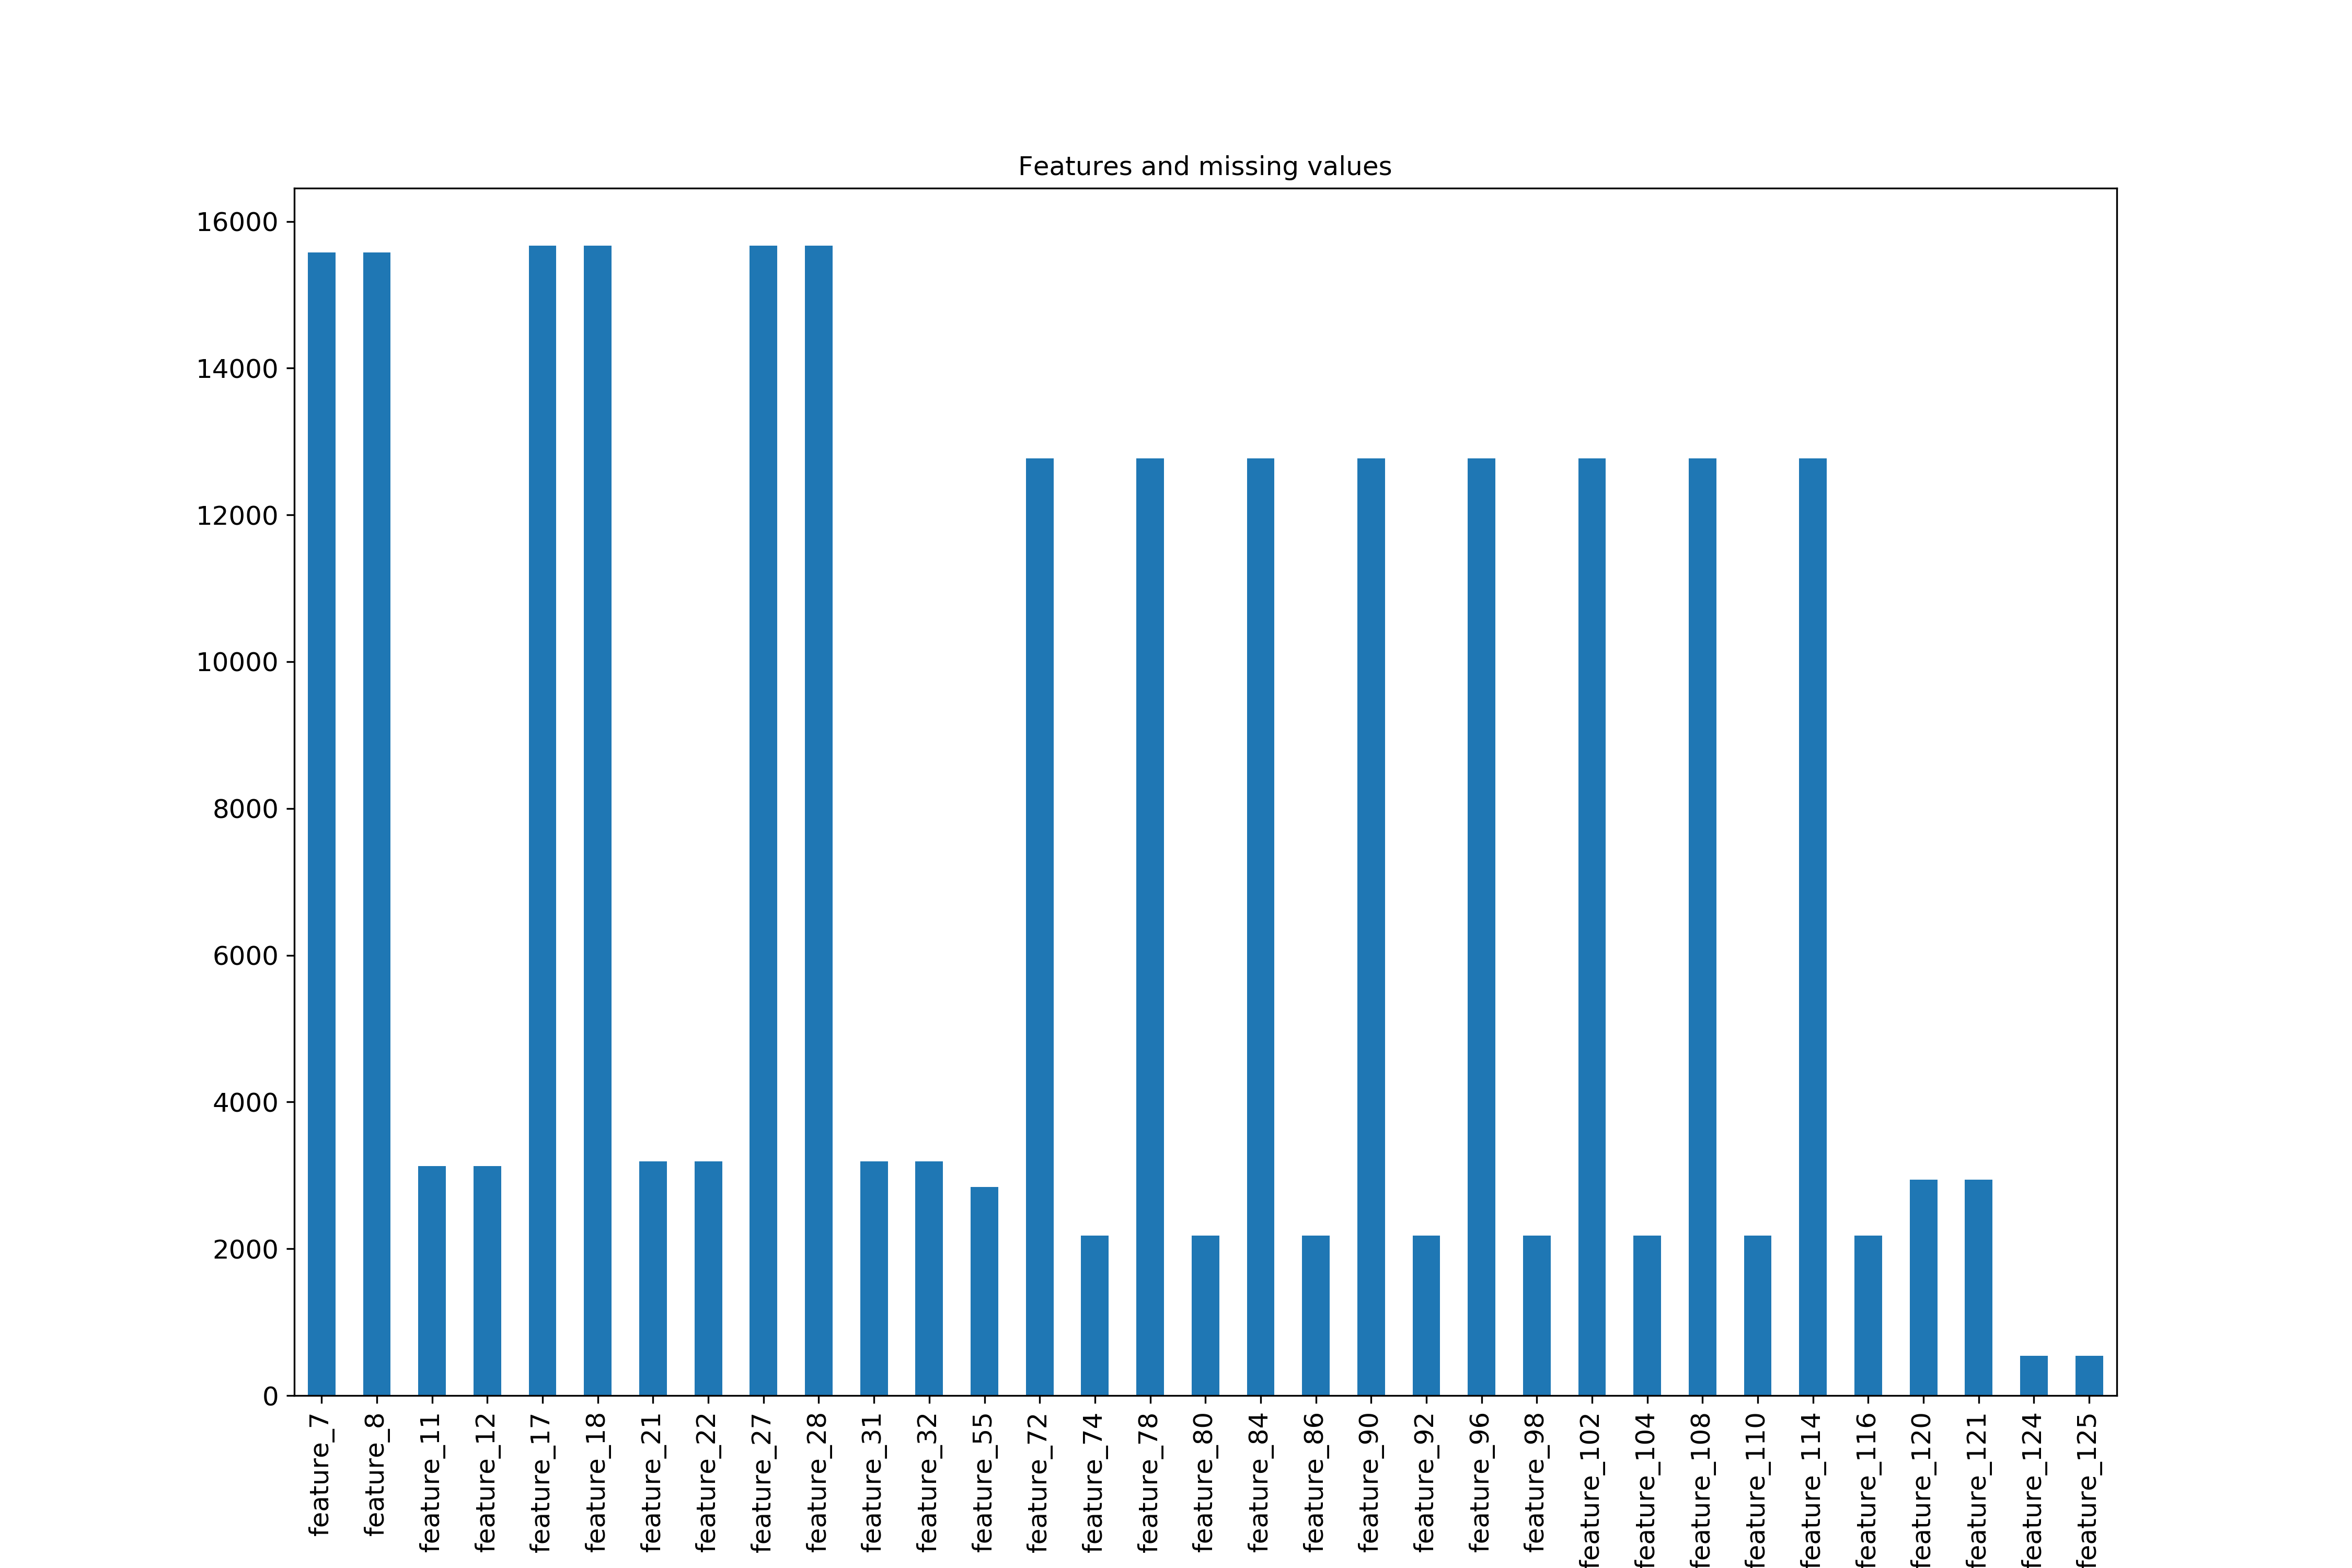 Features and missing values
16000
14000
12000
10000
8000
6000
4000
2000
0
feature_7
feature_8
feature_11
feature_12
feature_17
feature_18
feature_21
feature_22
feature_27
feature_28
feature_31
feature_32
feature_55
feature_72
feature_74
feature_78
feature_80
feature_84
feature_86
feature_90
feature_92
feature_96
feature_98
feature_102
feature_104
feature_108
feature_110
feature_114
feature_116
feature_120
feature_121
feature_124
feature_125